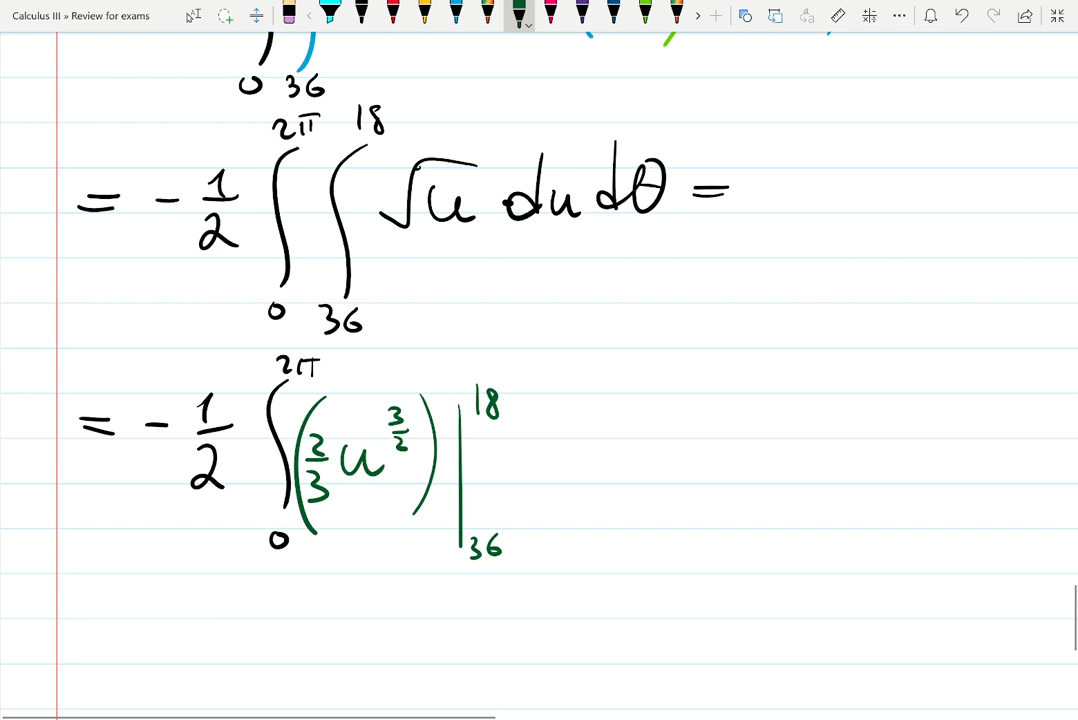 Calculus III » Review for exams
0 36
2π 18
= - 1/2 ∫ ∫ √u du dθ =
0 36
2π
= - 1/2 ∫ (2/3 u^3/2) | 18
0 36